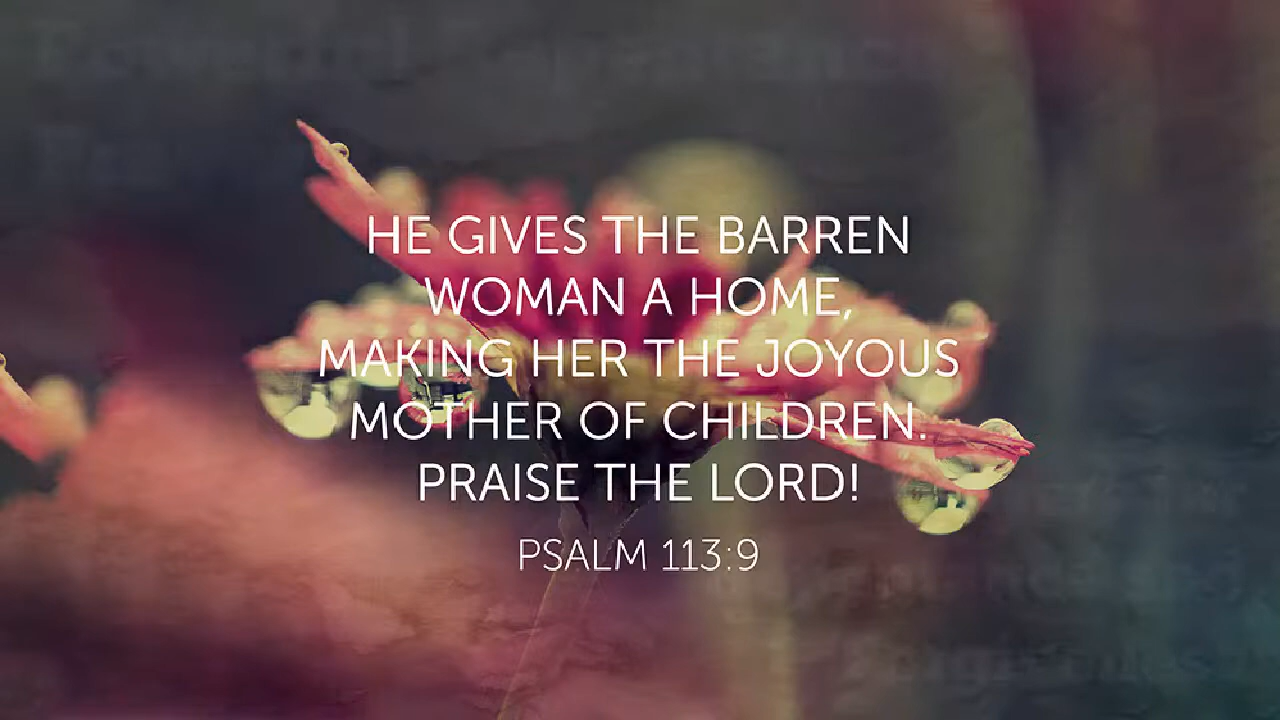 HE GIVES THE BARREN
WOMAN A HOME,
MAKING HER THE JOYOUS
MOTHER OF CHILDREN.
PRAISE THE LORD!
PSALM 113:9